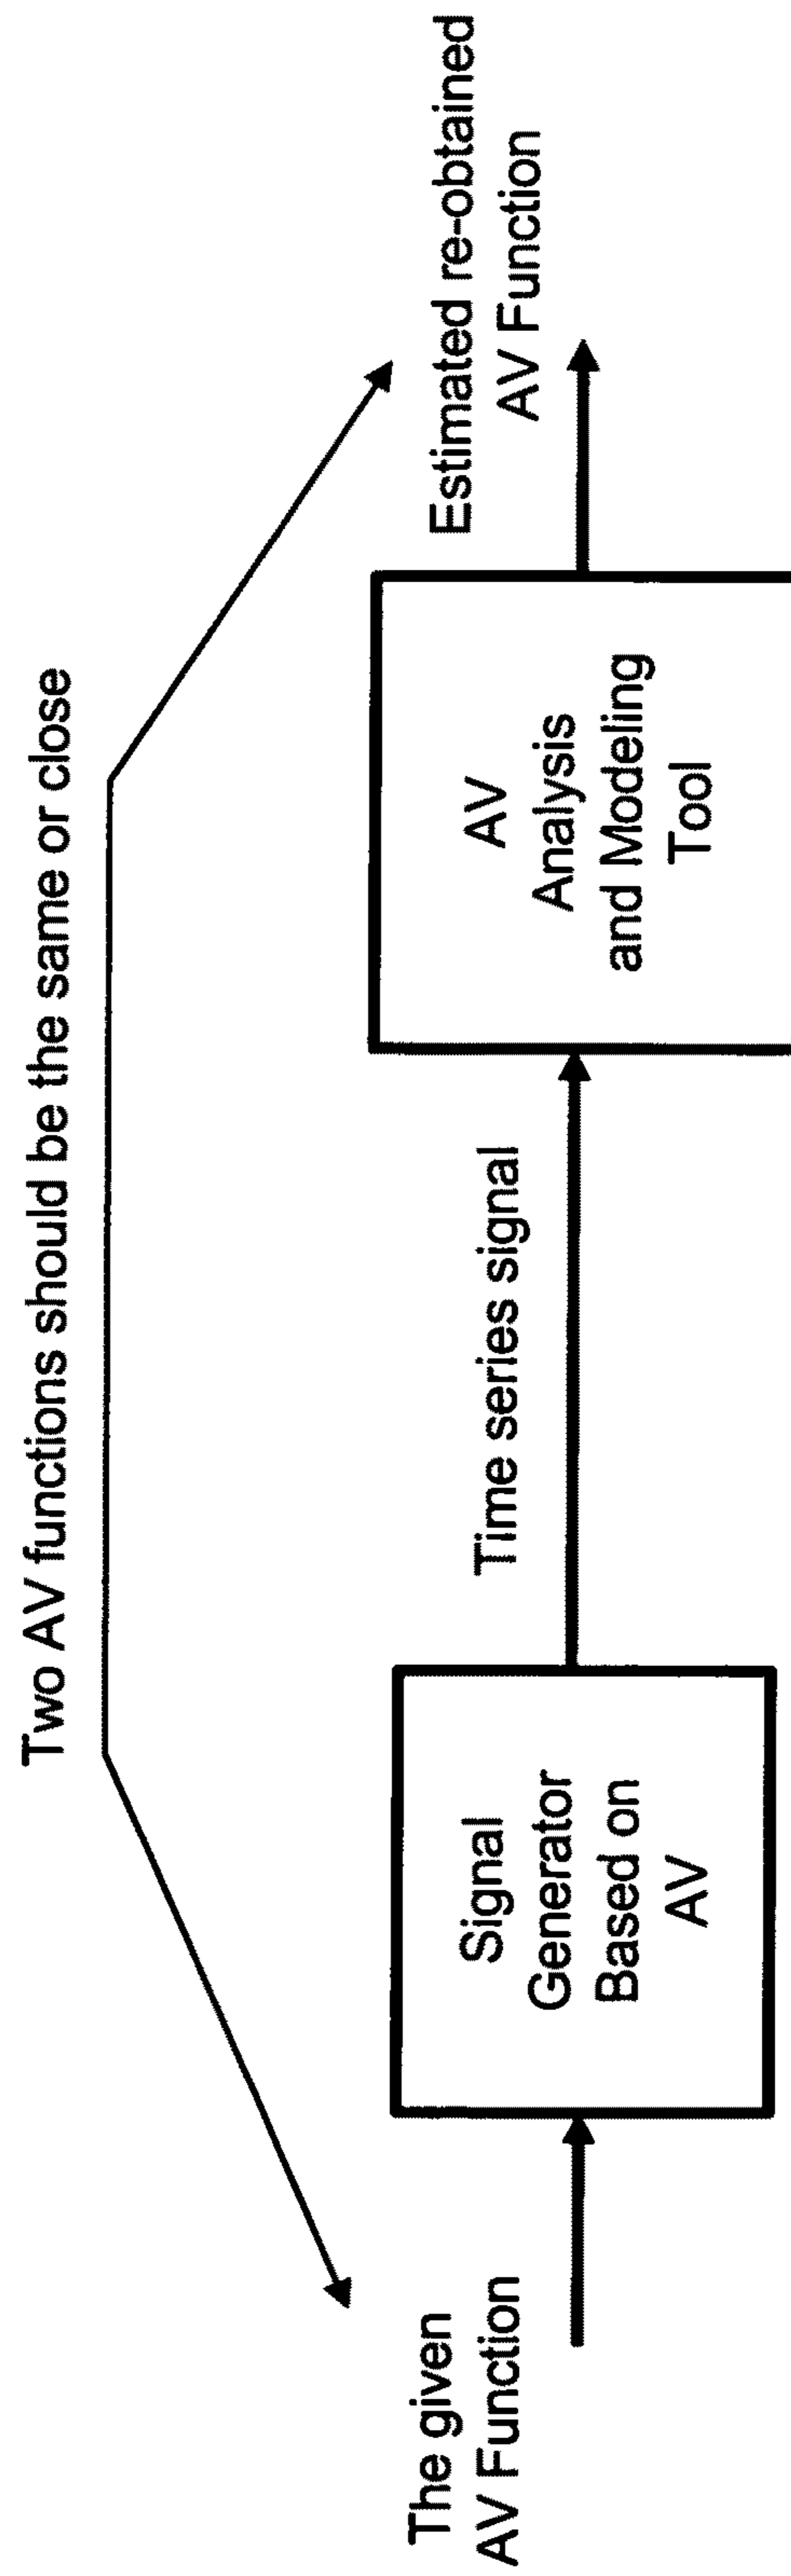 Two AV functions should be the same or close
The given
AV Function
Signal
Generator
Based on
AV
Time series signal
AV
Analysis
and Modeling
Tool
Estimated re-obtained
AV Function